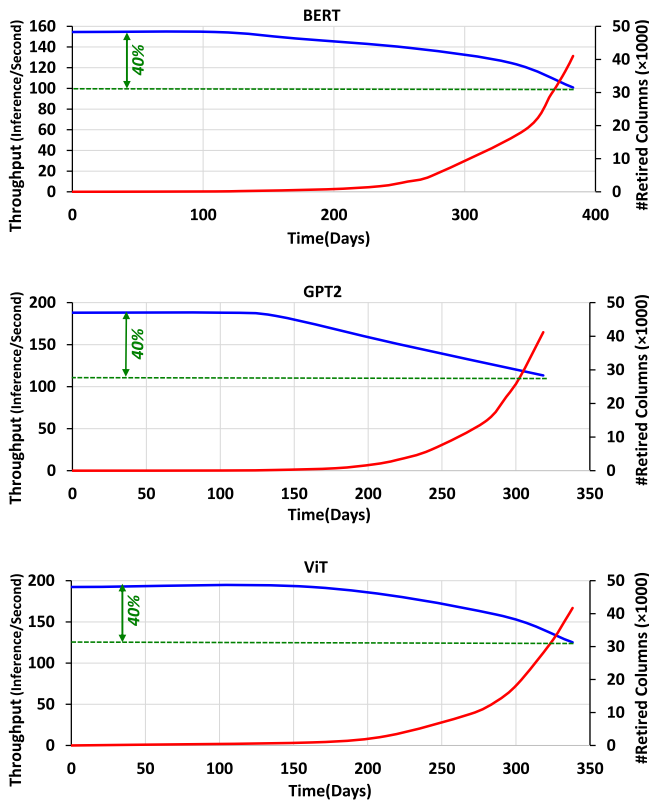 BERT
Throughput (Inference/Second)
160
140
120
100
80
60
40
20
0
40%
50
40
30
20
10
0
#Retired Columns (×1000)
0 100 200 300 400
Time(Days)
GPT2
Throughput (Inference/Second)
200
150
100
50
0
40%
50
40
30
20
10
0
#Retired Columns (×1000)
0 50 100 150 200 250 300 350
Time(Days)
ViT
Throughput (Inference/Second)
200
150
100
50
0
40%
50
40
30
20
10
0
#Retired Columns (×1000)
0 50 100 150 200 250 300 350
Time(Days)